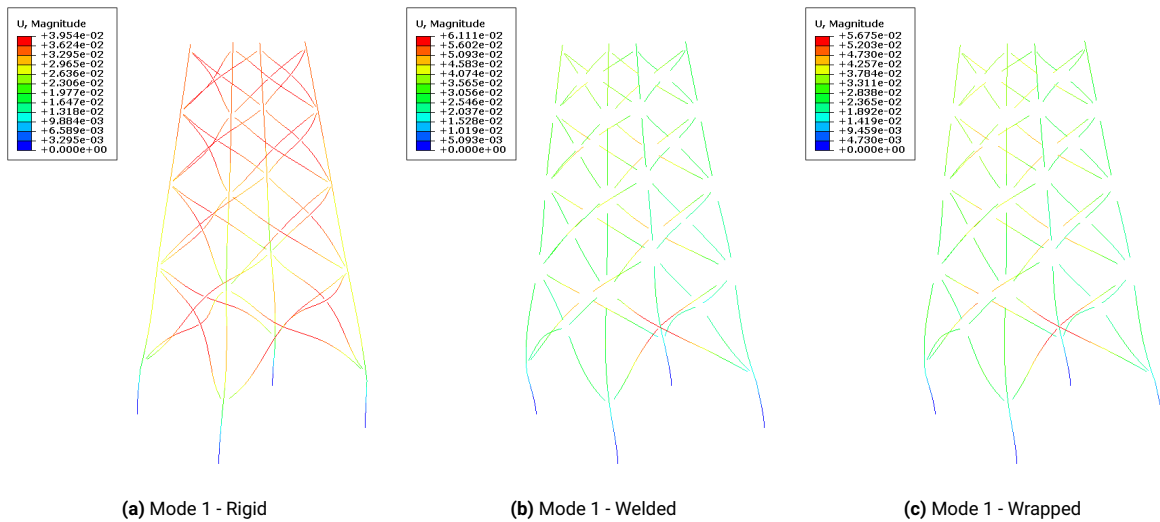 U, Magnitude
+3.954e-02
+3.624e-02
+3.295e-02
+2.965e-02
+2.636e-02
+2.306e-02
+1.977e-02
+1.647e-02
+1.318e-02
+9.884e-03
+6.589e-03
+3.295e-03
+0.000e+00
U, Magnitude
+6.111e-02
+5.602e-02
+5.093e-02
+4.583e-02
+4.074e-02
+3.565e-02
+3.056e-02
+2.546e-02
+2.037e-02
+1.528e-02
+1.019e-02
+5.093e-03
+0.000e+00
U, Magnitude
+5.675e-02
+5.203e-02
+4.730e-02
+4.257e-02
+3.784e-02
+3.311e-02
+2.838e-02
+2.365e-02
+1.892e-02
+1.419e-02
+9.459e-03
+4.730e-03
+0.000e+00
(a) Mode 1 - Rigid
(b) Mode 1 - Welded
(c) Mode 1 - Wrapped